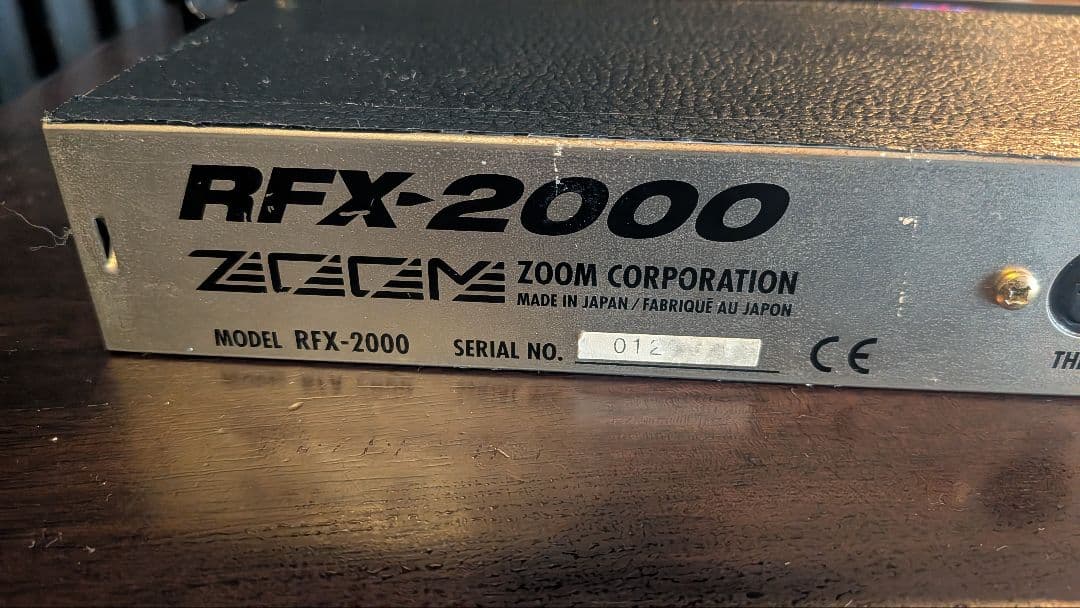 RFX-2000
ZOOM ZOOM CORPORATION
MADE IN JAPAN / FABRIQUÉ AU JAPON
MODEL RFX-2000 SERIAL NO. 012 CE